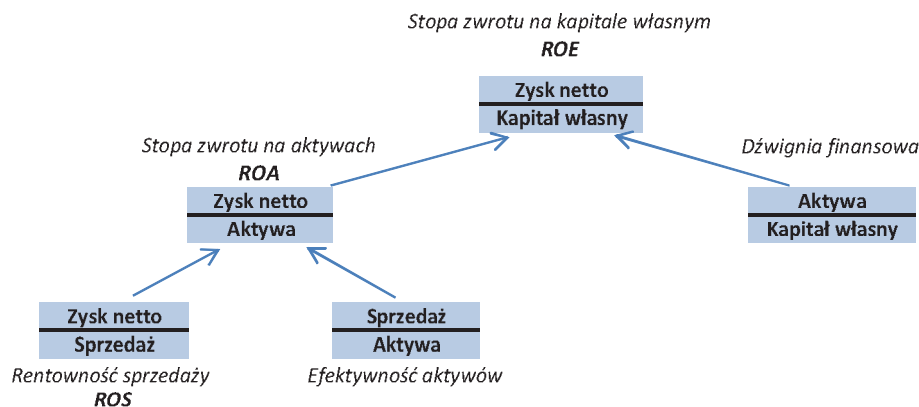 Stopa zwrotu na kapitale własnym
ROE
Zysk netto
Kapitał własny
Stopa zwrotu na aktywach
ROA
Zysk netto
Aktywa
Dźwignia finansowa
Aktywa
Kapitał własny
Zysk netto
Sprzedaż
Rentowność sprzedaży
ROS
Sprzedaż
Aktywa
Efektywność aktywów